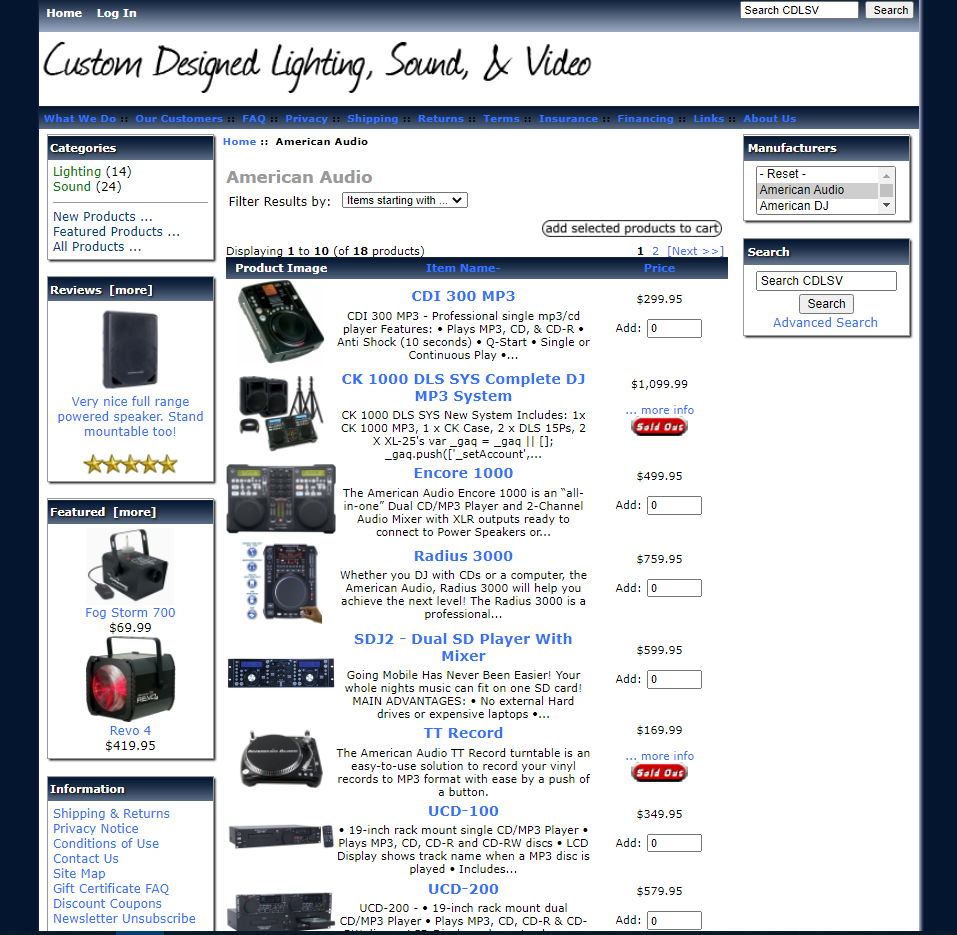 Home Log In
Search CDLSV Search
Custom Designed Lighting, Sound, & Video
What We Do :: Our Customers :: FAQ :: Privacy :: Shipping :: Returns :: Terms :: Insurance :: Financing :: Links :: About Us
Categories
Lighting (14)
Sound (24)
New Products ...
Featured Products ...
All Products ...
Reviews [more]
Very nice full range
powered speaker. Stand
mountable too!
Featured [more]
Fog Storm 700
$69.99
Revo 4
$419.95
Information
Shipping & Returns
Privacy Notice
Conditions of Use
Contact Us
Site Map
Gift Certificate FAQ
Discount Coupons
Newsletter Unsubscribe
Home :: American Audio
American Audio
Filter Results by: Items starting with ...
add selected products to cart
Displaying 1 to 10 (of 18 products) 1 2 [Next >>]
Product Image Item Name- Price
CDI 300 MP3
CDI 300 MP3 - Professional single mp3/cd
player Features: • Plays MP3, CD, & CD-R •
Anti Shock (10 seconds) • Q-Start • Single or
Continuous Play •...
$299.95
Add: 0
CK 1000 DLS SYS Complete DJ
MP3 System
CK 1000 DLS SYS New System Includes: 1x
CK 1000 MP3, 1 x CK Case, 2 x DLS 15Ps, 2
X XL-25's var _gaq = _gaq || [];
_gaq.push(['_setAccount',...
$1,099.99
... more info
Sold Out
Encore 1000
The American Audio Encore 1000 is an “all-
in-one” Dual CD/MP3 Player and 2-Channel
Audio Mixer with XLR outputs ready to
connect to Power Speakers or...
$499.95
Add: 0
Radius 3000
Whether you DJ with CDs or a computer, the
American Audio, Radius 3000 will help you
achieve the next level! The Radius 3000 is a
professional...
$759.95
Add: 0
SDJ2 - Dual SD Player With
Mixer
Going Mobile Has Never Been Easier! Your
whole nights music can fit on one SD card!
MAIN ADVANTAGES: • No external Hard
drives or expensive laptops •...
$599.95
Add: 0
TT Record
The American Audio TT Record turntable is an
easy-to-use solution to record your vinyl
records to MP3 format with ease by a push of
a button.
$169.99
... more info
Sold Out
UCD-100
• 19-inch rack mount single CD/MP3 Player •
Plays MP3, CD, CD-R and CD-RW discs • LCD
Display shows track name when a MP3 disc is
played • Includes...
$349.95
Add: 0
UCD-200
UCD-200 - • 19-inch rack mount dual
CD/MP3 Player • Plays MP3, CD, CD-R & CD-
$579.95
Add: 0
Manufacturers
- Reset -
American Audio
American DJ
Search
Search CDLSV
Search
Advanced Search